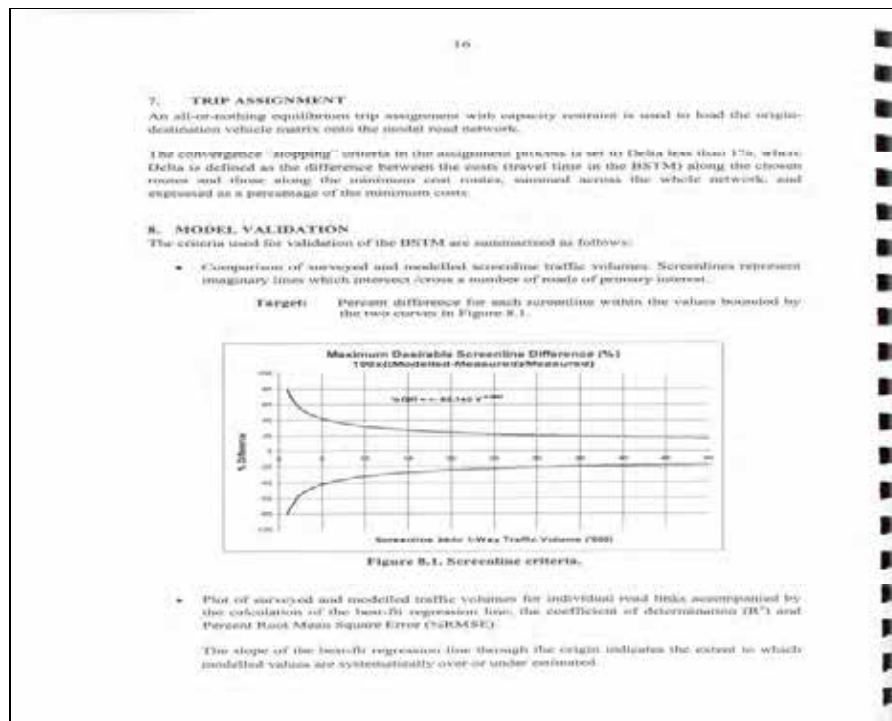 16
7. TRIP ASSIGNMENT
An all-or-nothing equilibrium trip assignment with capacity restraint is used to load the origin-
destination vehicle matrix onto the model road network.
The convergence "stopping" criteria in the assignment process is set to Delta less than 1%, where
Delta is defined as the difference between the costs (travel time in the BSTM) along the chosen
routes and those along the minimum cost routes, summed across the whole network, and
expressed as a percentage of the minimum costs.
8. MODEL VALIDATION
The criteria used for validation of the BSTM are summarised as follows:
• Comparison of surveyed and modelled screenline traffic volumes. Screenlines represent
imaginary lines which intersect /cross a number of roads of primary interest.
Target: Percent difference for each screenline within the values bounded by
the two curves in Figure 8.1.
Maximum Desirable Screenline Difference (%)
100x((Modelled-Measured)/Measured)
Screenline 24hr 1-Way Traffic Volume ('000)
Figure 8.1. Screenline criteria.
• Plot of surveyed and modelled traffic volumes for individual road links accompanied by
the calculation of the best-fit regression line, the coefficient of determination (R²) and
Percent Root Mean Square Error (%RMSE)
The slope of the best-fit regression line through the origin indicates the extent to which
modelled values are systematically over or under estimated.